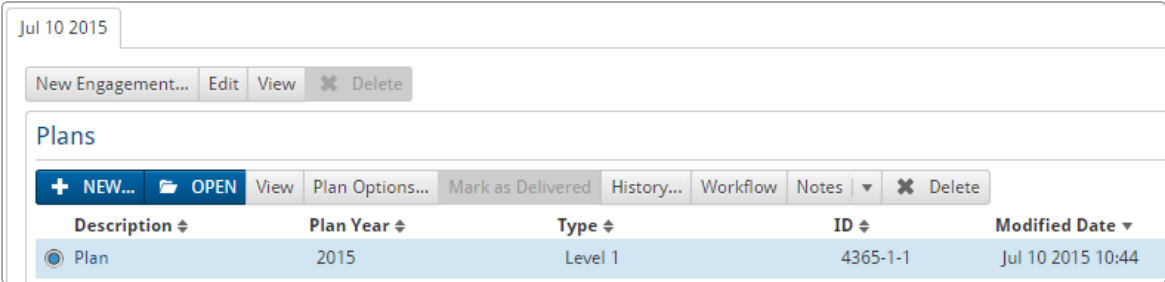 Jul 10 2015
New Engagement... Edit View Delete
Plans
NEW... OPEN View Plan Options... Mark as Delivered History... Workflow Notes Delete
Description Plan Year Type ID Modified Date
Plan 2015 Level 1 4365-1-1 Jul 10 2015 10:44